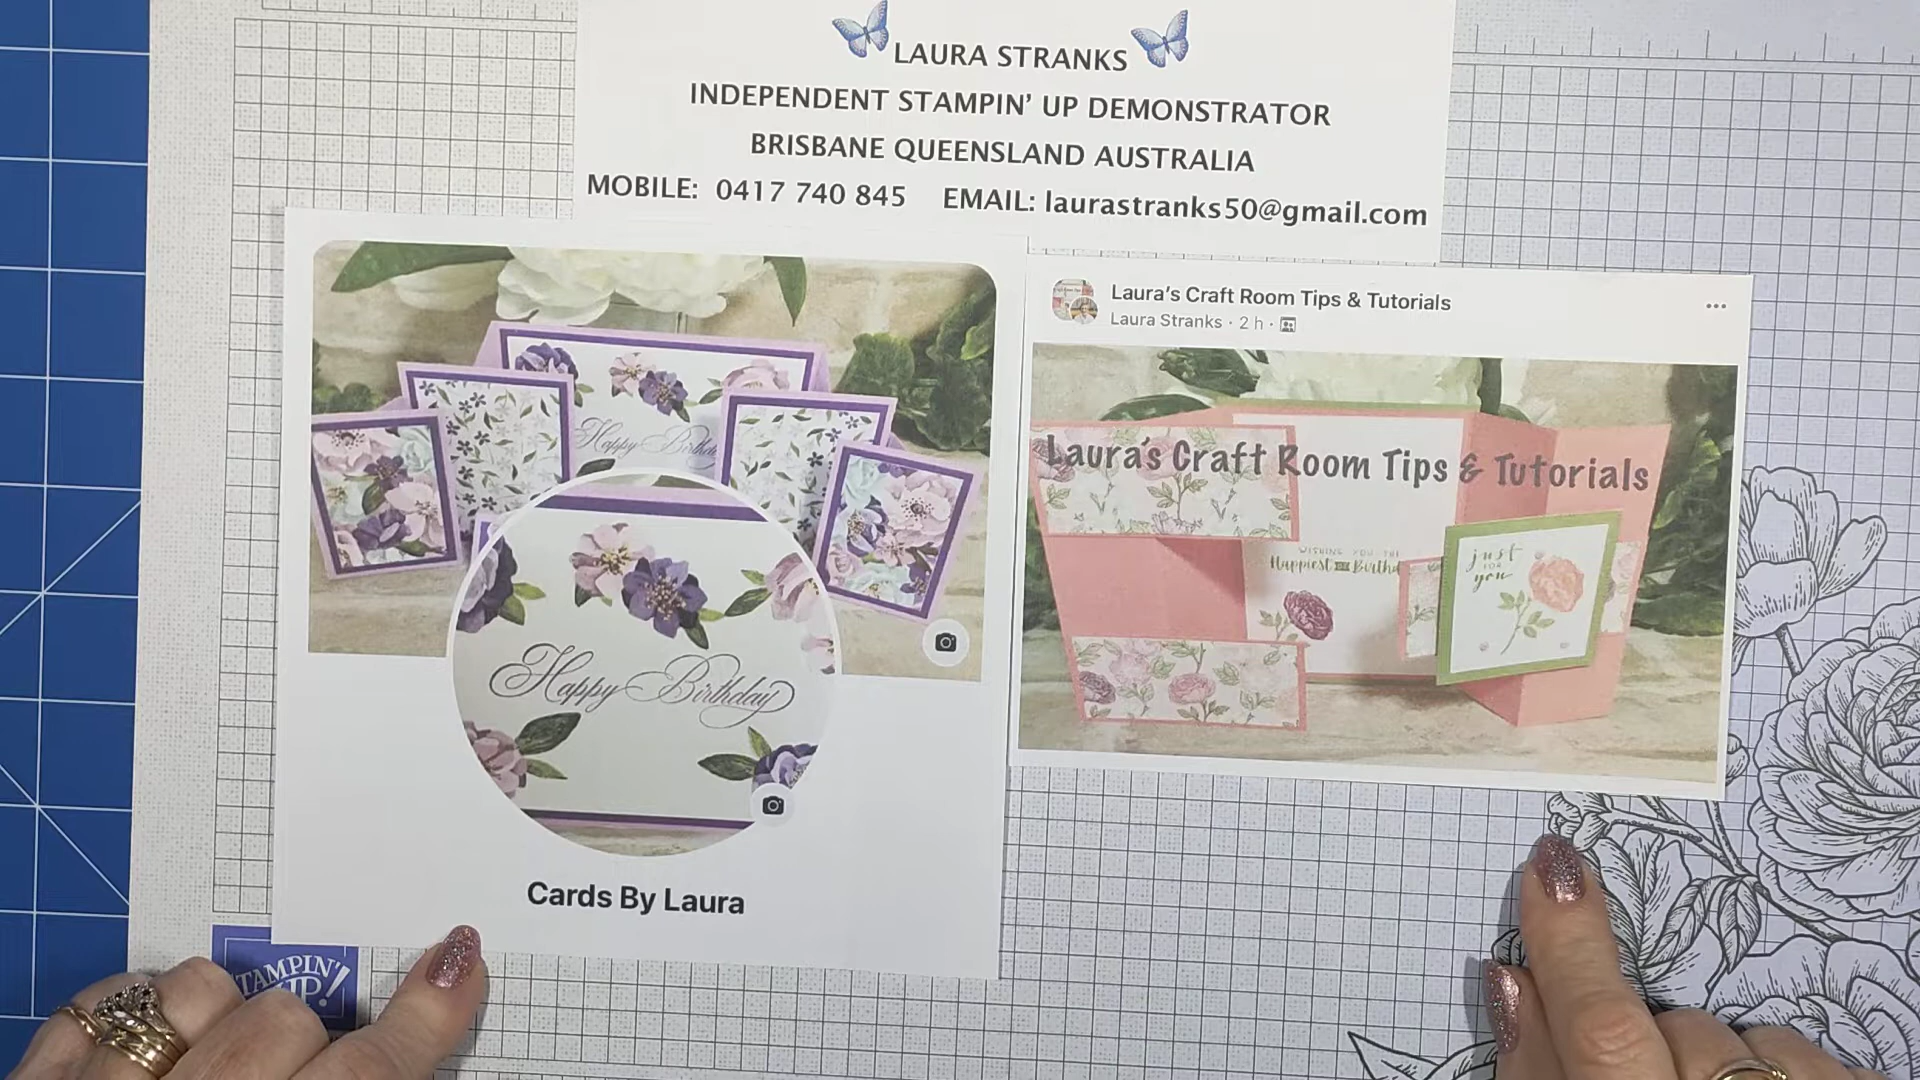 LAURA STRANKS
INDEPENDENT STAMPIN' UP DEMONSTRATOR
BRISBANE QUEENSLAND AUSTRALIA
MOBILE: 0417 740 845 EMAIL: laurastranks50@gmail.com
Happy Birthd
Happy Birthday
Cards By Laura
Laura's Craft Room Tips & Tutorials
Laura Stranks · 2 h ·
Laura's Craft Room Tips & Tutorials
WISHING YOU THE
Happiest Birtha
just
FOR
you
STAMPIN'
UP!